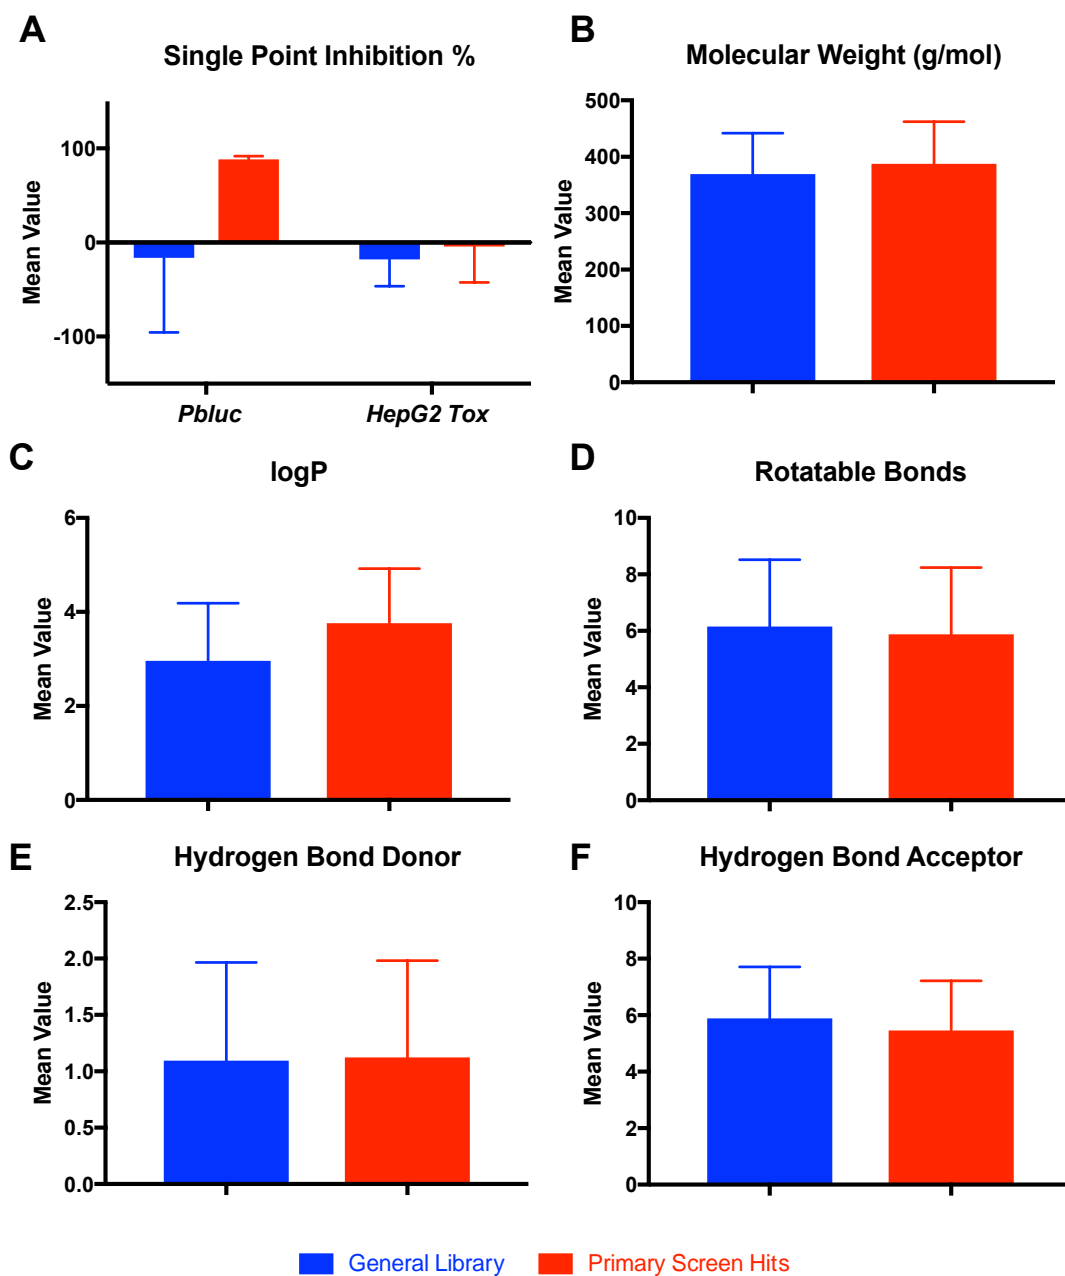 A
Single Point Inhibition %
Mean Value
100
0
-100
Pbluc
HepG2 Tox
B
Molecular Weight (g/mol)
Mean Value
500
400
300
200
100
0
C
logP
Mean Value
6
4
2
0
D
Rotatable Bonds
Mean Value
10
8
6
4
2
0
E
Hydrogen Bond Donor
Mean Value
2.5
2.0
1.5
1.0
0.5
0.0
F
Hydrogen Bond Acceptor
Mean Value
10
8
6
4
2
0
General Library
Primary Screen Hits